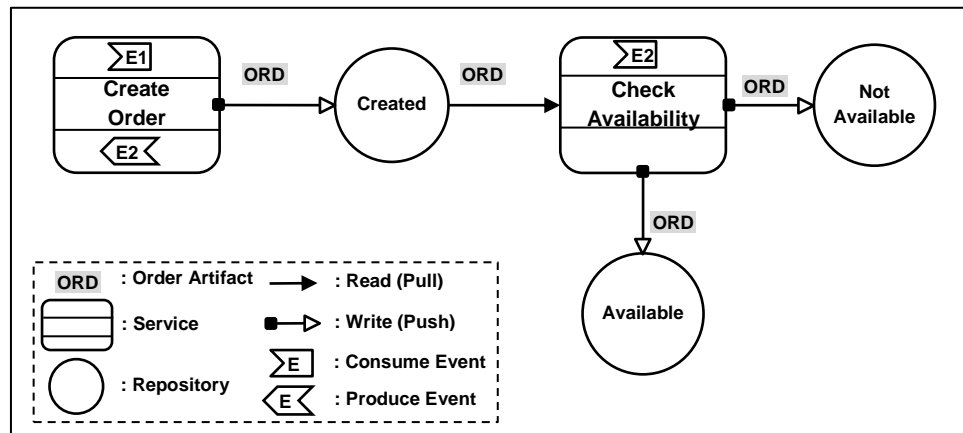 E1
Create
Order
E2
ORD
Created
ORD
E2
Check
Availability
ORD
Not
Available
ORD
Available
ORD : Order Artifact
: Service
: Repository
: Read (Pull)
: Write (Push)
E : Consume Event
E : Produce Event